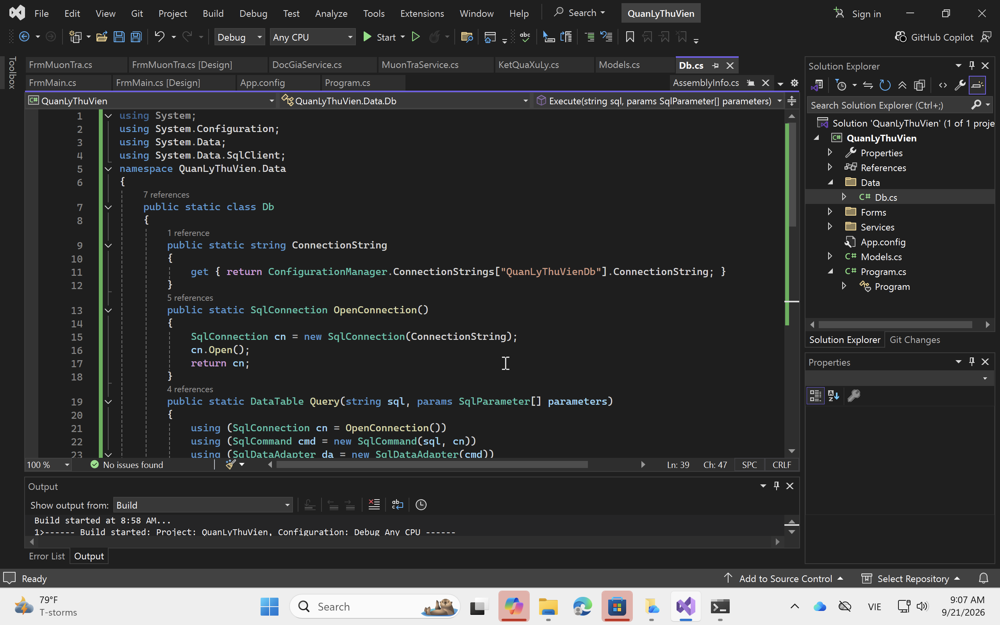 File Edit View Git Project Build Debug Test Analyze Tools Extensions Window Help Search QuanLyThuVien Sign in
Debug Any CPU Start GitHub Copilot
Toolbox
FrmMuonTra.cs FrmMuonTra.cs [Design] DocGiaService.cs MuonTraService.cs KetQuaXuLy.cs Models.cs Db.cs
FrmMain.cs FrmMain.cs [Design] App.config Program.cs AssemblyInfo.cs
QuanLyThuVien QuanLyThuVien.Data.Db Execute(string sql, params SqlParameter[] parameters)
1 using System;
2 using System.Configuration;
3 using System.Data;
4 using System.Data.SqlClient;
5 namespace QuanLyThuVien.Data
6 {
7 references
7 public static class Db
8 {
1 reference
9 public static string ConnectionString
10 {
11 get { return ConfigurationManager.ConnectionStrings["QuanLyThuVienDb"].ConnectionString; }
12 }
5 references
13 public static SqlConnection OpenConnection()
14 {
15 SqlConnection cn = new SqlConnection(ConnectionString);
16 cn.Open();
17 return cn;
18 }
4 references
19 public static DataTable Query(string sql, params SqlParameter[] parameters)
20 {
21 using (SqlConnection cn = OpenConnection())
22 using (SqlCommand cmd = new SqlCommand(sql, cn))
23 using (SqlDataAdapter da = new SqlDataAdapter(cmd))
100 % No issues found Ln: 39 Ch: 47 SPC CRLF
Output
Show output from: Build
Build started at 8:58 AM...
1>------ Build started: Project: QuanLyThuVien, Configuration: Debug Any CPU ------
Error List Output
Solution Explorer
Search Solution Explorer (Ctrl+;)
Solution 'QuanLyThuVien' (1 of 1 proje
C# QuanLyThuVien
Properties
References
Data
C# Db.cs
Forms
Services
App.config
C# Models.cs
C# Program.cs
Program
Solution Explorer Git Changes
Properties
Ready Add to Source Control Select Repository
79°F
T-storms
Search
VIE
9:07 AM
9/21/2026